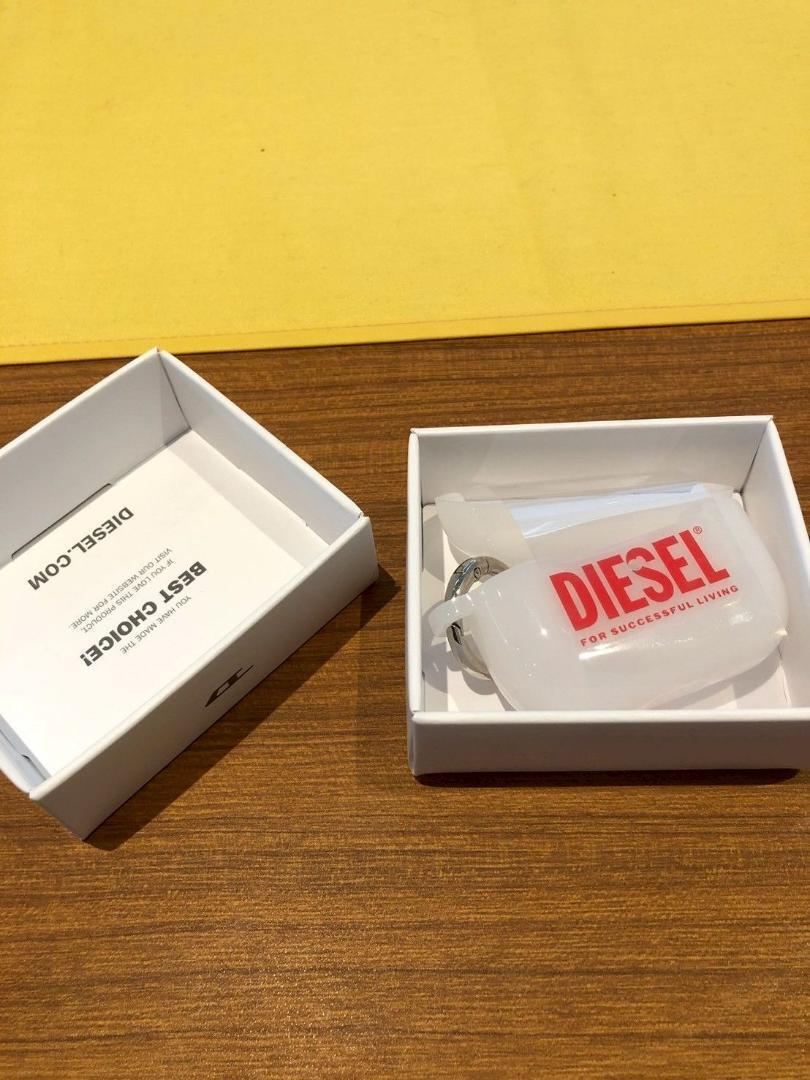 YOU HAVE MADE THE
BEST CHOICE!
IF YOU LOVE THIS PRODUCT,
VISIT OUR WEBSITE FOR MORE
DIESEL.COM
D
DIESEL®
FOR SUCCESSFUL LIVING